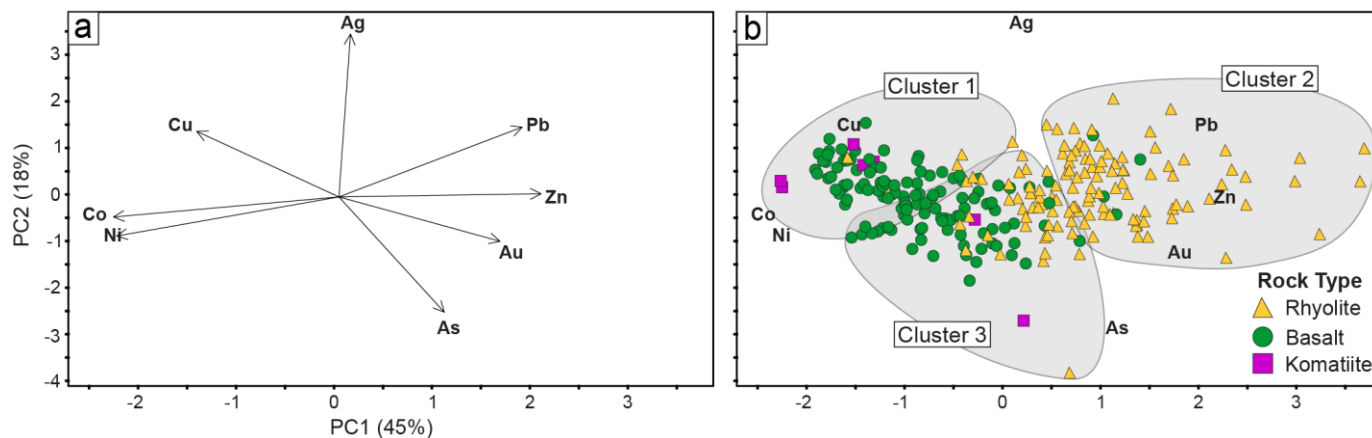 a
Ag
Cu
Pb
Zn
Co
Ni
Au
As
PC2 (18%)
3
2
1
0
-1
-2
-3
-4
-2
-1
0
1
2
3
PC1 (45%)
b
Ag
Cluster 1
Cluster 2
Cu
Pb
Zn
Co
Ni
Au
Cluster 3
As
Rock Type
Rhyolite
Basalt
Komatiite
-2
-1
0
1
2
3